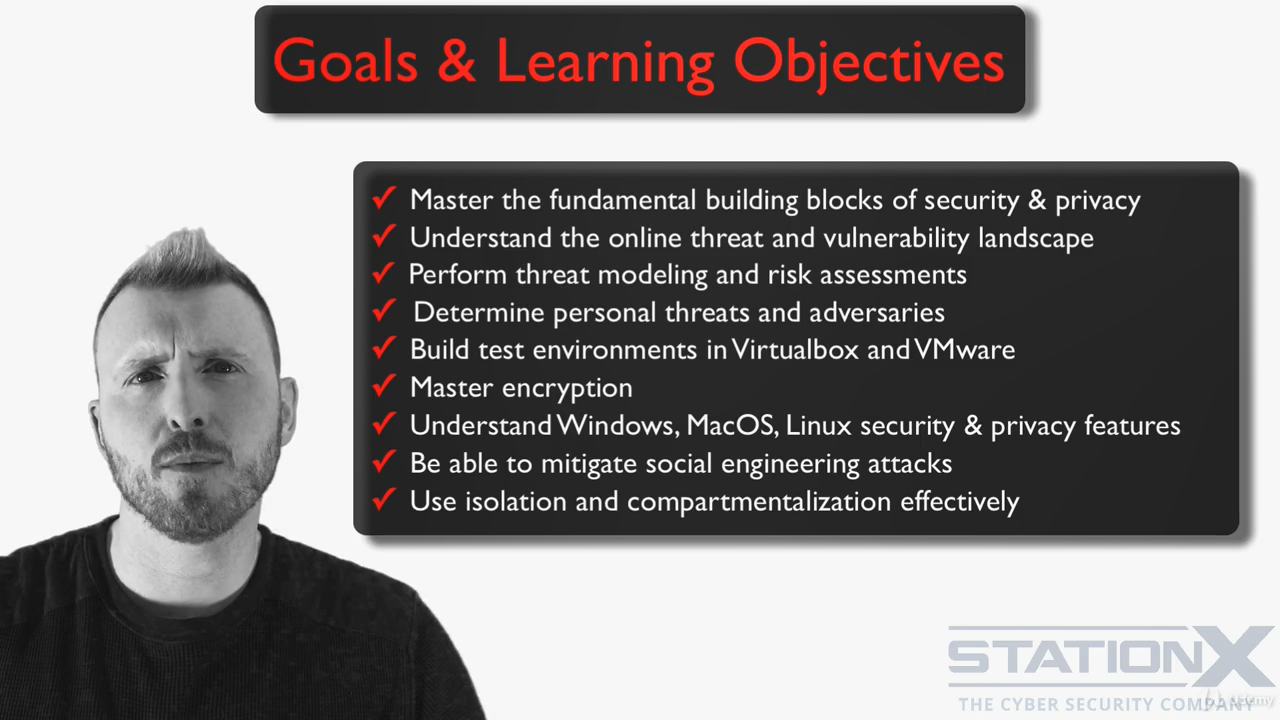 Goals & Learning Objectives
✓ Master the fundamental building blocks of security & privacy
✓ Understand the online threat and vulnerability landscape
✓ Perform threat modeling and risk assessments
✓ Determine personal threats and adversaries
✓ Build test environments in Virtualbox and VMware
✓ Master encryption
✓ Understand Windows, MacOS, Linux security & privacy features
✓ Be able to mitigate social engineering attacks
✓ Use isolation and compartmentalization effectively
STATIONX
THE CYBER SECURITY COMPANY